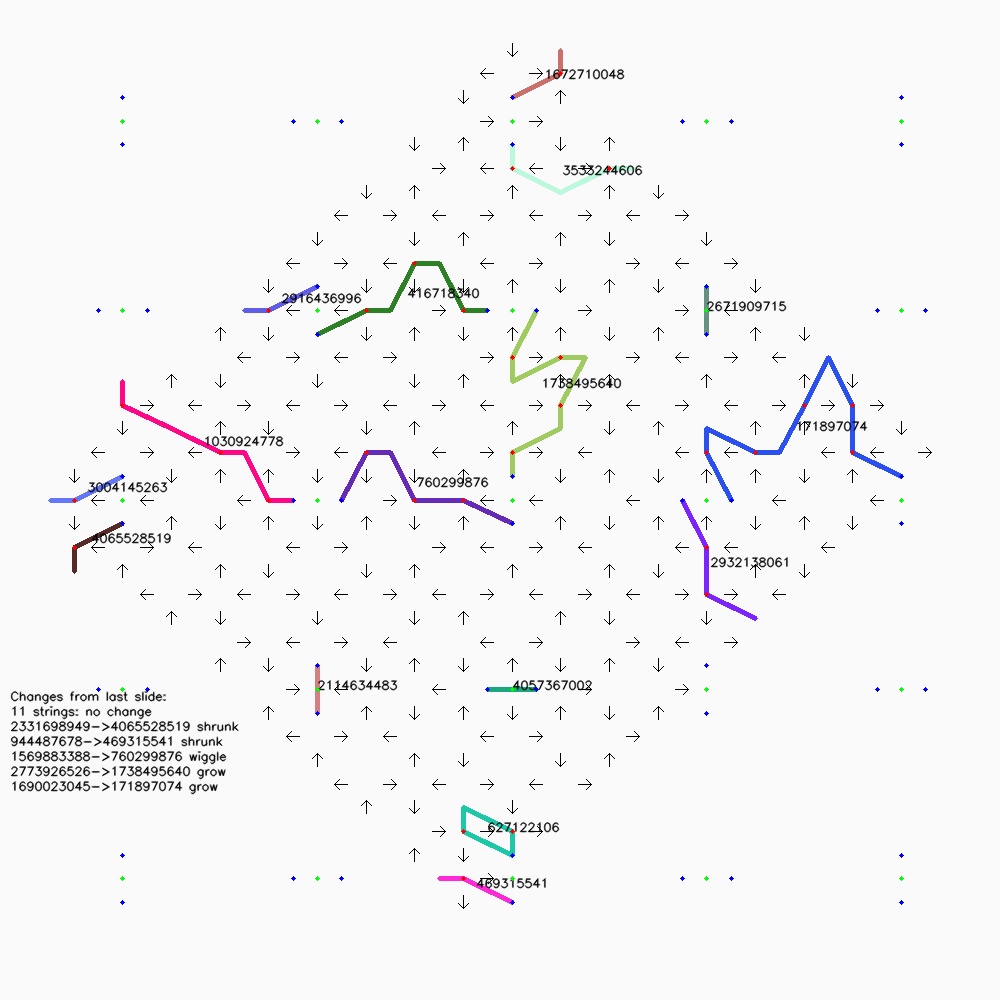 1672710048
3533244606
2916436996
416718340
2671909715
1738495640
171897074
1030924778
760299876
3004145263
4065528519
2932138061
2114634483
4057367002
Changes from last slide:
11 strings: no change
2331698949->4065528519 shrunk
944487678->469315541 shrunk
1569883388->760299876 wiggle
2773926526->1738495640 grow
1690023045->171897074 grow
627122106
469315541